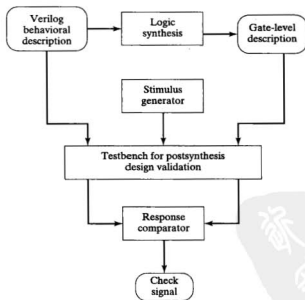 Verilog
behavioral
description
Logic
synthesis
Gate-level
description
Stimulus
generator
Testbench for postsynthesis
design validation
Response
comparator
Check
signal